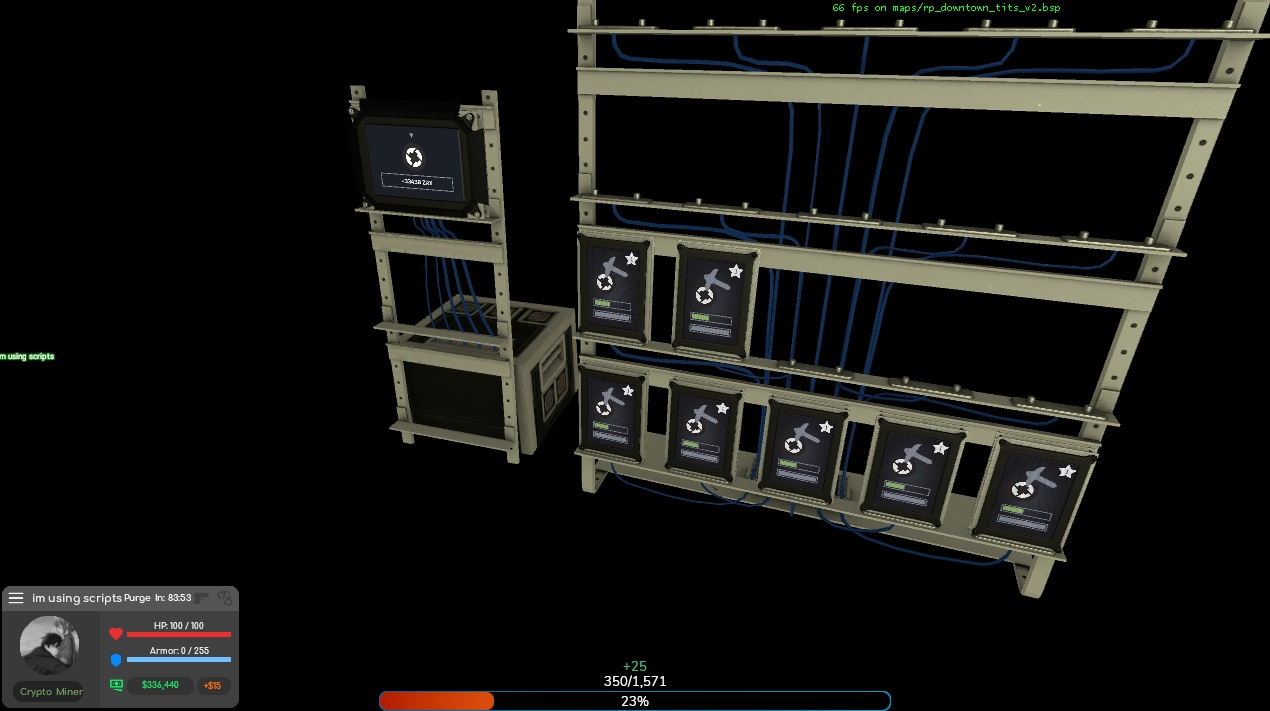 66 fps on maps/rp_downtown_tits_v2.bsp
m using scripts
im using scripts Purge In: 83:53
HP: 100 / 100
Armor: 0 / 255
Crypto Miner
$336,440
+$15
+25
350/1,571
23%